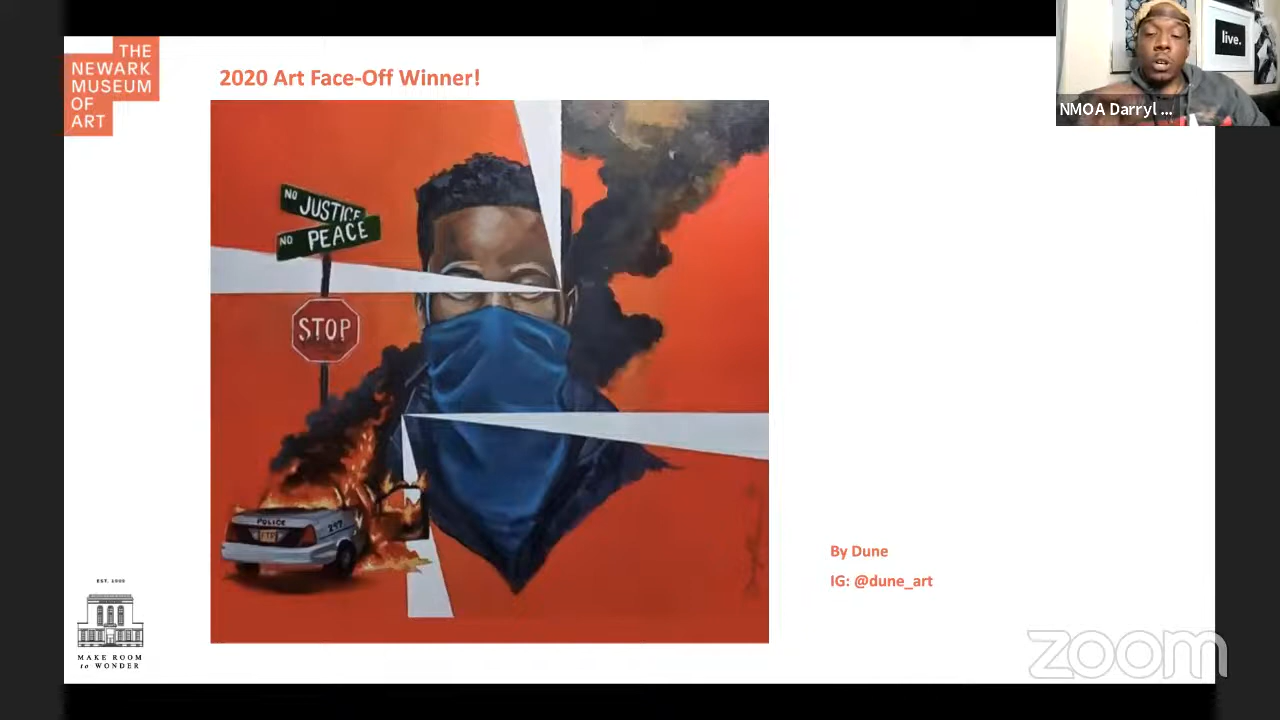 THE
NEWARK
MUSEUM
OF
ART
2020 Art Face-Off Winner!
live.
NMOA Darryl ...
NO JUSTICE
NO PEACE
STOP
POLICE
297
By Dune
IG: @dune_art
EST. 1909
MAKE ROOM
to WONDER
zoom